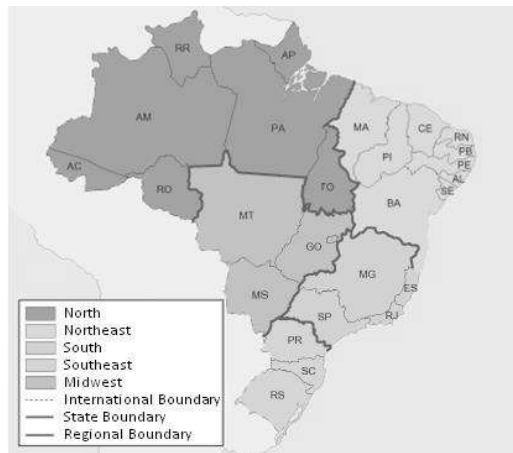 RR
AP
AM
PA
MA
CE
RN
PB
PE
AL
SE
PI
AC
RO
TO
BA
MT
GO
MG
ES
MS
SP
RJ
PR
SC
RS
North
Northeast
South
Southeast
Midwest
International Boundary
State Boundary
Regional Boundary